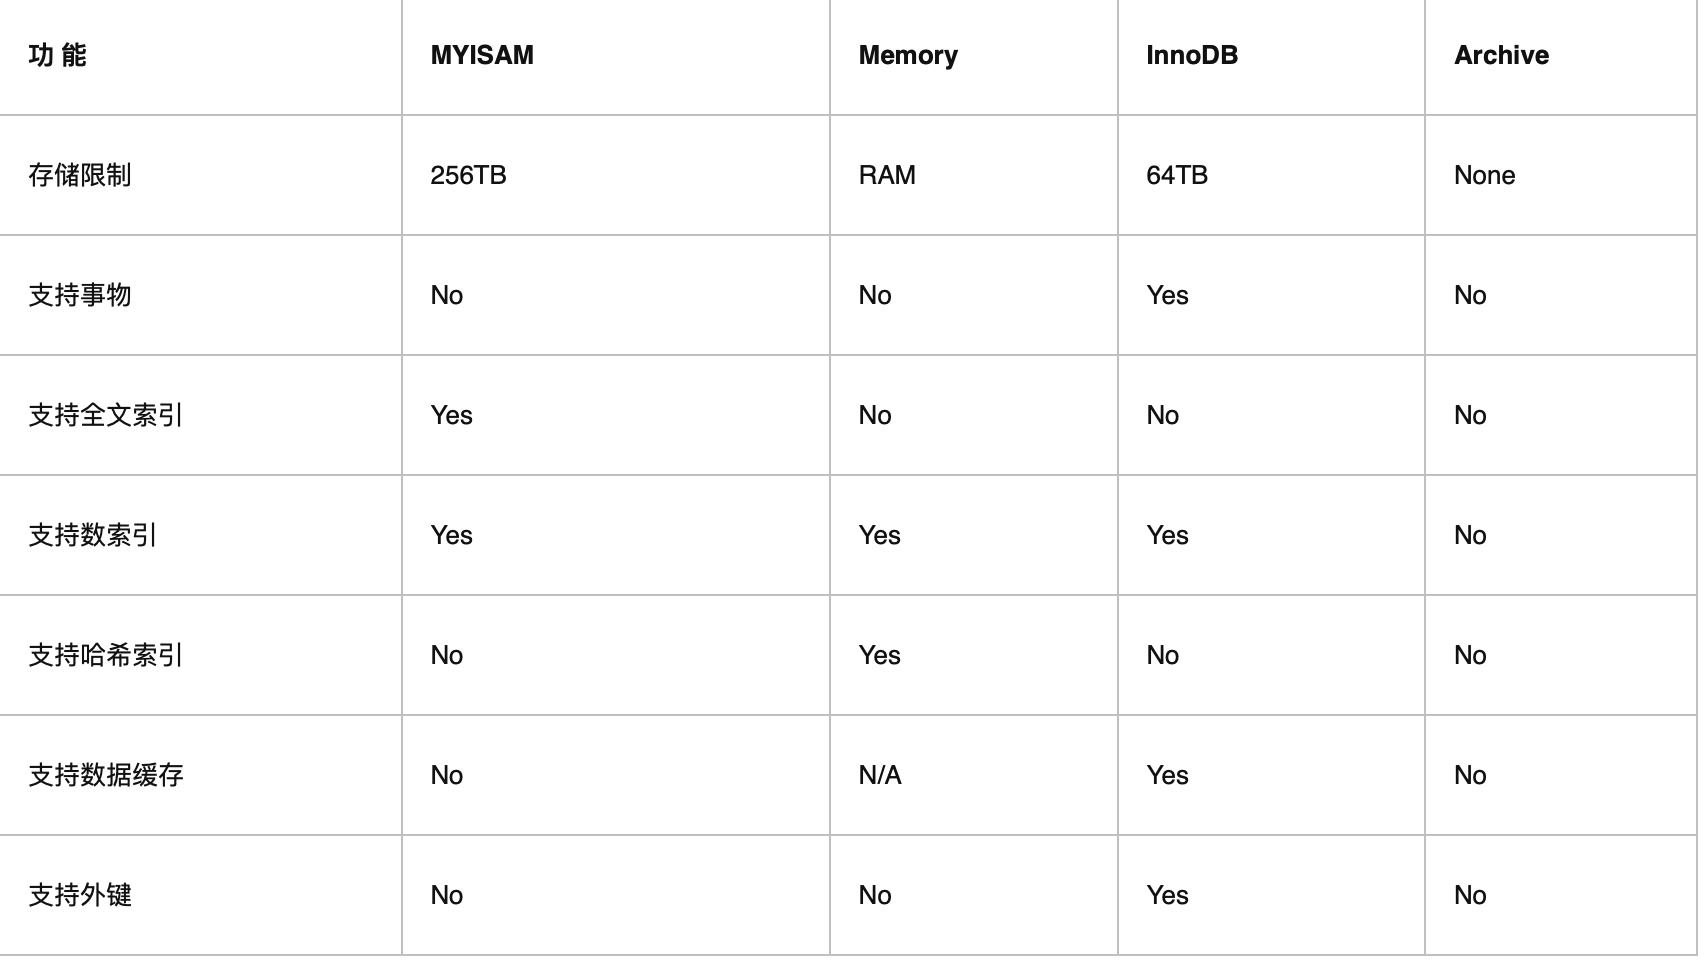 功 能 MYISAM Memory InnoDB Archive
存储限制 256TB RAM 64TB None
支持事物 No No Yes No
支持全文索引 Yes No No No
支持数索引 Yes Yes Yes No
支持哈希索引 No Yes No No
支持数据缓存 No N/A Yes No
支持外键 No No Yes No